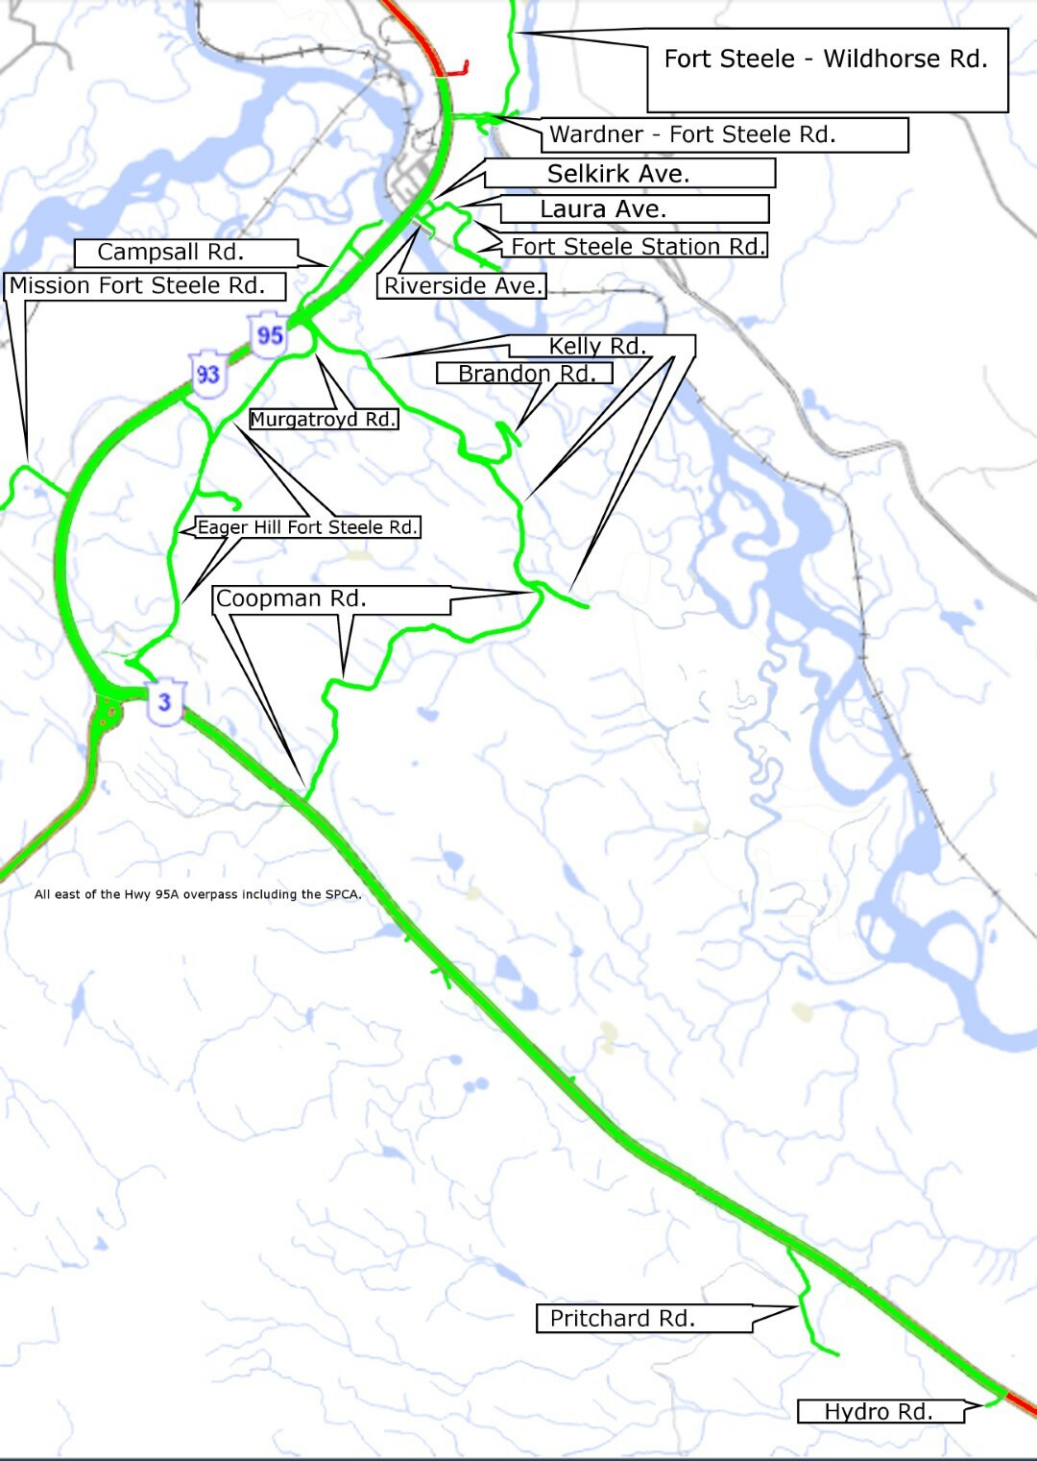 Fort Steele - Wildhorse Rd.
Wardner - Fort Steele Rd.
Selkirk Ave.
Laura Ave.
Fort Steele Station Rd.
Campsall Rd.
Mission Fort Steele Rd.
Riverside Ave.
95
Kelly Rd.
93
Brandon Rd.
Murgatroyd Rd.
Eager Hill Fort Steele Rd.
Coopman Rd.
3
All east of the Hwy 95A overpass including the SPCA.
Pritchard Rd.
Hydro Rd.